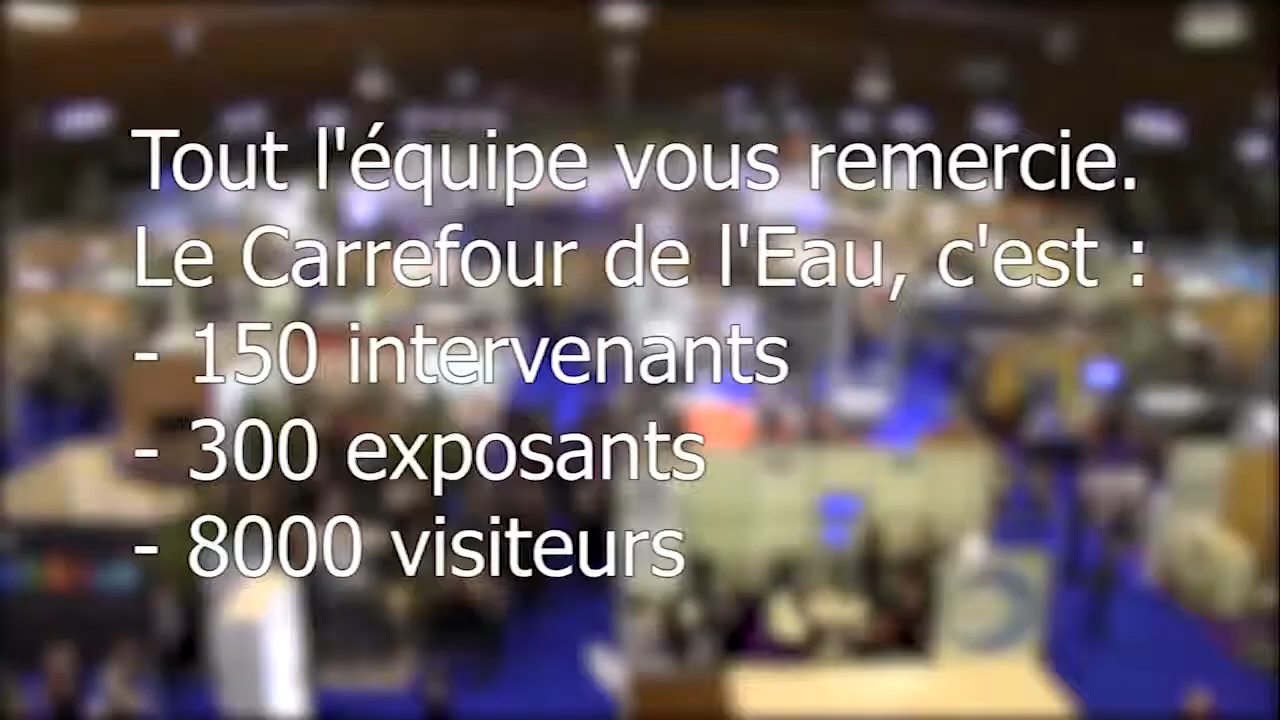 Tout l'équipe vous remercie.
Le Carrefour de l'Eau, c'est :
- 150 intervenants
- 300 exposants
- 8000 visiteurs